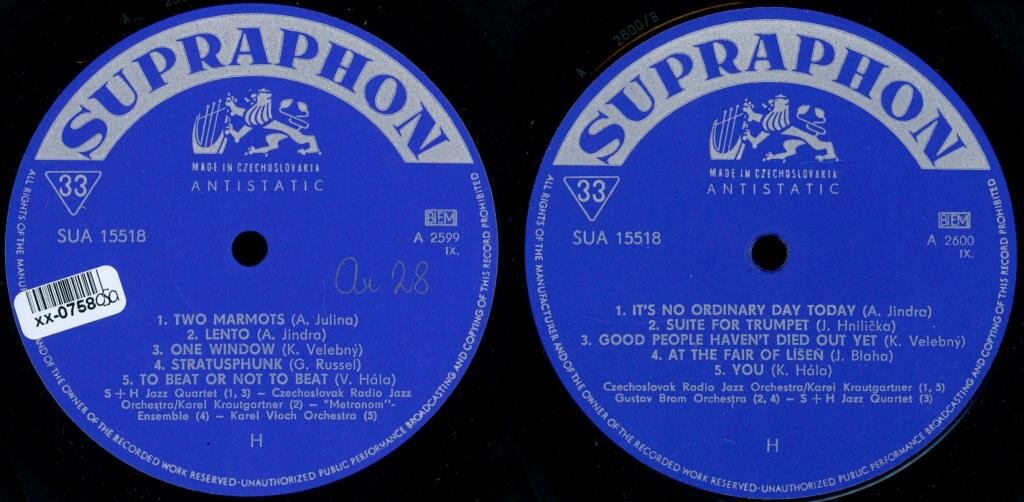 SUPRAPHON
MADE IN CZECHOSLOVAKIA
ANTISTATIC
33
BIEM
SUA 15518
A 2599
IX.
xx-0758
Ar 28
1. TWO MARMOTS (A. Julina)
2. LENTO (A. Jindra)
3. ONE WINDOW (K. Velebný)
4. STRATUSPHUNK (G. Russel)
5. TO BEAT OR NOT TO BEAT (V. Hála)
S+H Jazz Quartet (1, 3) – Czechoslovak Radio Jazz
Orchestra/Karel Krautgartner (2) – "Metronom"-
Ensemble (4) – Karel Vlach Orchestra (5)
H
ALL RIGHTS OF THE MANUF
AND OF THE OWNER OF THE RECORDED WORK RESERVED-UNAUTHORIZED PUBLIC PERFORMANCE BROADCASTING AND COPYING OF THIS RECORD PROHIBITED
A 2600/B
SUPRAPHON
MADE IN CZECHOSLOVAKIA
ANTISTATIC
33
BIEM
SUA 15518
A 2600
IX.
1. IT'S NO ORDINARY DAY TODAY (A. Jindra)
2. SUITE FOR TRUMPET (J. Hnilička)
3. GOOD PEOPLE HAVEN'T DIED OUT YET (K. Velebný)
4. AT THE FAIR OF LÍŠEŇ (J. Blaha)
5. YOU (K. Hála)
Czechoslovak Radio Jazz Orchestra/Karel Krautgartner (1, 5)
Gustav Brom Orchestra (2, 4) – S+H Jazz Quartet (3)
H
ALL RIGHTS OF THE MANUFACTURER AND OF THE OWNER OF THE RECORDED WORK RESERVED-UNAUTHORIZED PUBLIC PERFORMANCE BROADCASTING AND COPYING OF THIS RECORD PROHIBITED